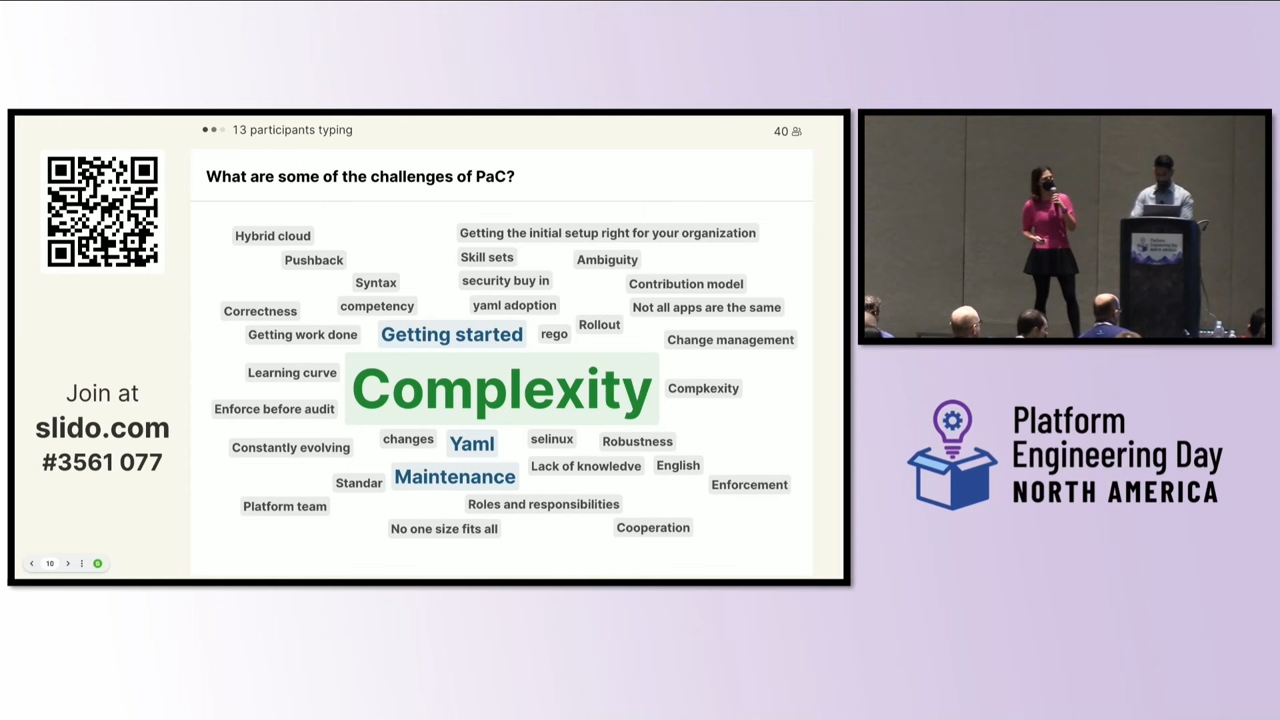 13 participants typing
40
What are some of the challenges of PaC?
Hybrid cloud
Getting the initial setup right for your organization
Pushback
Skill sets
Ambiguity
Syntax
security buy in
Contribution model
Correctness
competency
yaml adoption
Not all apps are the same
Getting work done
Getting started
rego
Rollout
Change management
Learning curve
Complexity
Compkexity
Enforce before audit
Constantly evolving
changes
Yaml
selinux
Robustness
Standar
Maintenance
Lack of knowledve
English
Enforcement
Platform team
Roles and responsibilities
No one size fits all
Cooperation
Join at
slido.com
#3561 077
10
Platform
Engineering Day
NORTH AMERICA